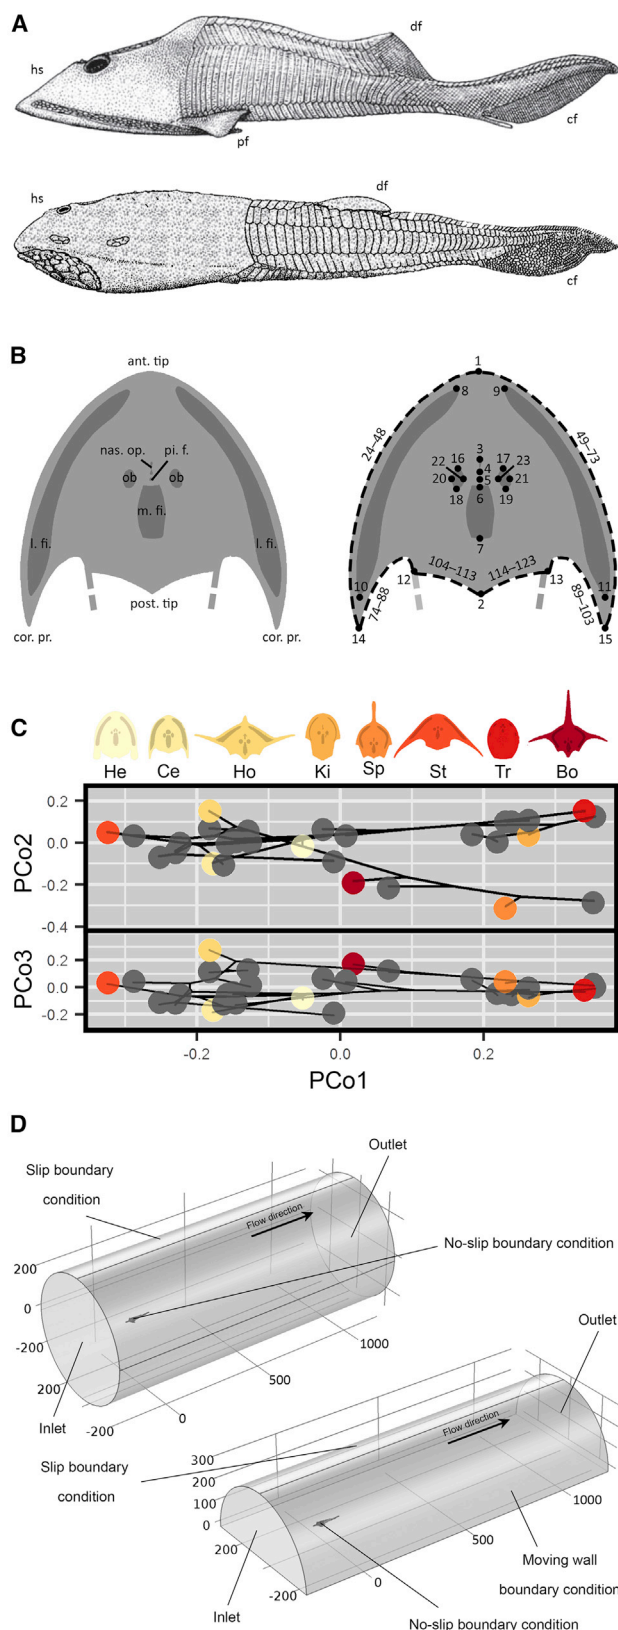 A
df
hs
pf
cf
df
hs
cf
B
ant. tip
nas. op.
pi. f.
ob
ob
m. fi.
l. fi.
l. fi.
post. tip
cor. pr.
cor. pr.
1
8
9
24–48
49–73
3
16
17
22
4
23
20
5
21
18
6
19
7
104–113
114–123
10
12
13
11
74–88
2
89–103
14
15
C
He
Ce
Ho
Ki
Sp
St
Tr
Bo
0.2
0.0
-0.2
-0.4
PCo2
0.2
0.0
-0.2
PCo3
-0.2
0.0
0.2
PCo1
D
Slip boundary
condition
Outlet
Flow direction
No-slip boundary condition
200
0
-200
200
-200
0
500
1000
Inlet
Outlet
Slip boundary
condition
Flow direction
300
200
100
0
200
-200
0
500
1000
Moving wall
boundary condition
Inlet
No-slip boundary condition